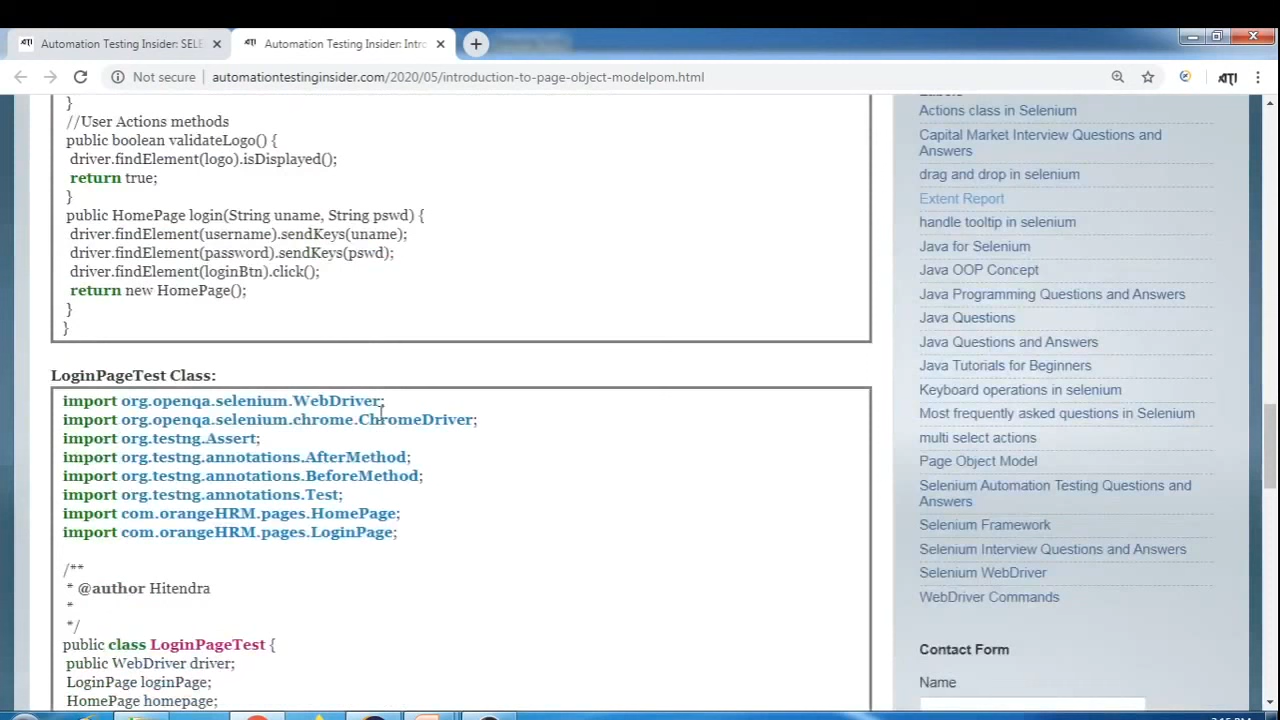 Automation Testing Insider: SELE
Automation Testing Insider: Intro
Not secure
automationtestinginsider.com/2020/05/introduction-to-page-object-modelpom.html
}
//User Actions methods
public boolean validateLogo() {
driver.findElement(logo).isDisplayed();
return true;
}
public HomePage login(String uname, String pswd) {
driver.findElement(username).sendKeys(uname);
driver.findElement(password).sendKeys(pswd);
driver.findElement(loginBtn).click();
return new HomePage();
}
}
LoginPageTest Class:
import org.openqa.selenium.WebDriver;
import org.openqa.selenium.chrome.ChromeDriver;
import org.testng.Assert;
import org.testng.annotations.AfterMethod;
import org.testng.annotations.BeforeMethod;
import org.testng.annotations.Test;
import com.orangeHRM.pages.HomePage;
import com.orangeHRM.pages.LoginPage;
/**
* @author Hitendra
*
*/
public class LoginPageTest {
public WebDriver driver;
LoginPage loginPage;
HomePage homepage;
Labels
Actions class in Selenium
Capital Market Interview Questions and
Answers
drag and drop in selenium
Extent Report
handle tooltip in selenium
Java for Selenium
Java OOP Concept
Java Programming Questions and Answers
Java Questions
Java Questions and Answers
Java Tutorials for Beginners
Keyboard operations in selenium
Most frequently asked questions in Selenium
multi select actions
Page Object Model
Selenium Automation Testing Questions and
Answers
Selenium Framework
Selenium Interview Questions and Answers
Selenium WebDriver
WebDriver Commands
Contact Form
Name